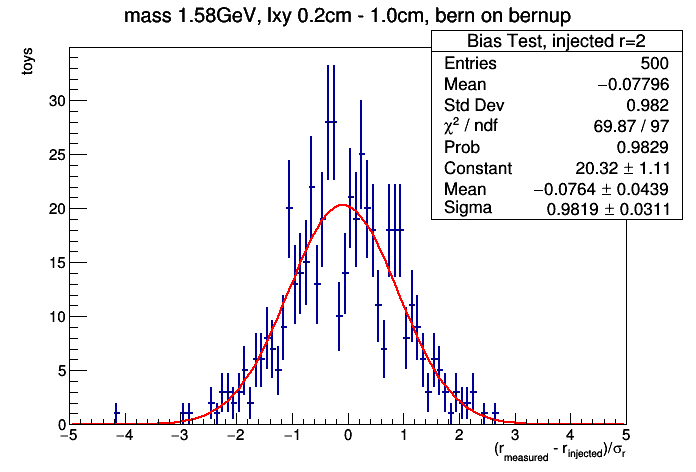 mass 1.58GeV, lxy 0.2cm - 1.0cm, bern on bernup
Bias Test, injected r=2
Entries 500
Mean −0.07796
Std Dev 0.982
χ² / ndf 69.87 / 97
Prob 0.9829
Constant 20.32 ± 1.11
Mean −0.0764 ± 0.0439
Sigma 0.9819 ± 0.0311
toys
30
25
20
15
10
5
0
−5 −4 −3 −2 −1 0 1 2 3 4 5
(r_measured - r_injected)/σ_r